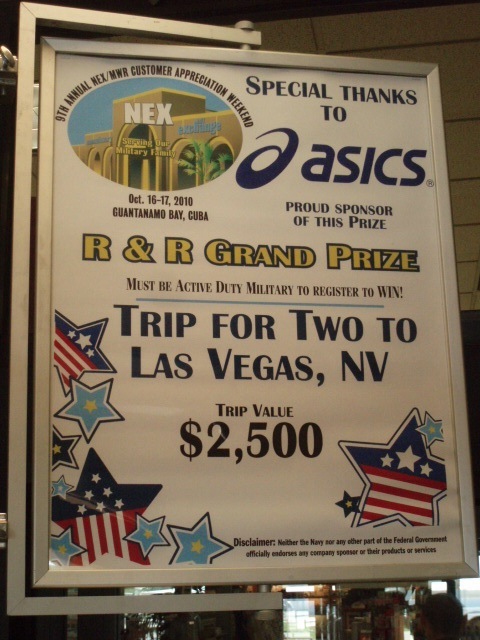 9TH ANNUAL NEX/MWR CUSTOMER APPRECIATION WEEKEND
NEX
Serving Our
Military Family
Oct. 16-17, 2010
GUANTANAMO BAY, CUBA
SPECIAL THANKS
TO
asics®
PROUD SPONSOR
OF THIS PRIZE
R & R GRAND PRIZE
MUST BE ACTIVE DUTY MILITARY TO REGISTER TO WIN!
TRIP FOR TWO TO
LAS VEGAS, NV
TRIP VALUE
$2,500
Disclaimer: Neither the Navy nor any other part of the Federal Government
officially endorses any company sponsor or their products or services